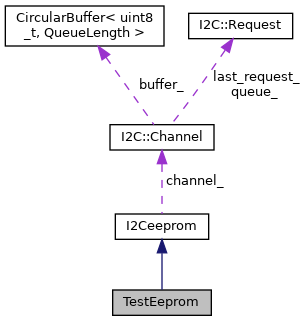 CircularBuffer< uint8
_t, QueueLength >
I2C::Request
buffer_
last_request_
queue_
I2C::Channel
channel_
I2Ceeprom
TestEeprom